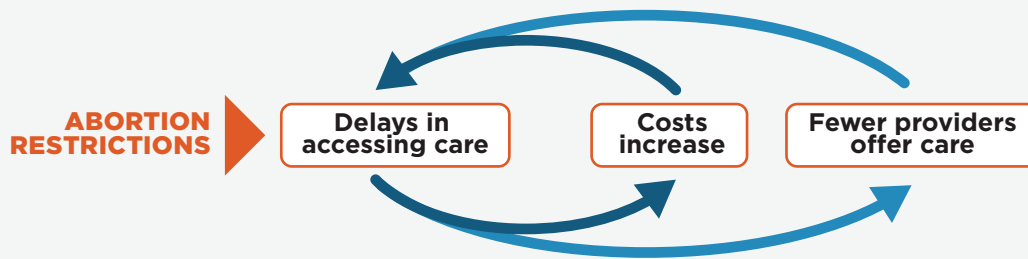 ABORTION
RESTRICTIONS
Delays in
accessing care
Costs
increase
Fewer providers
offer care